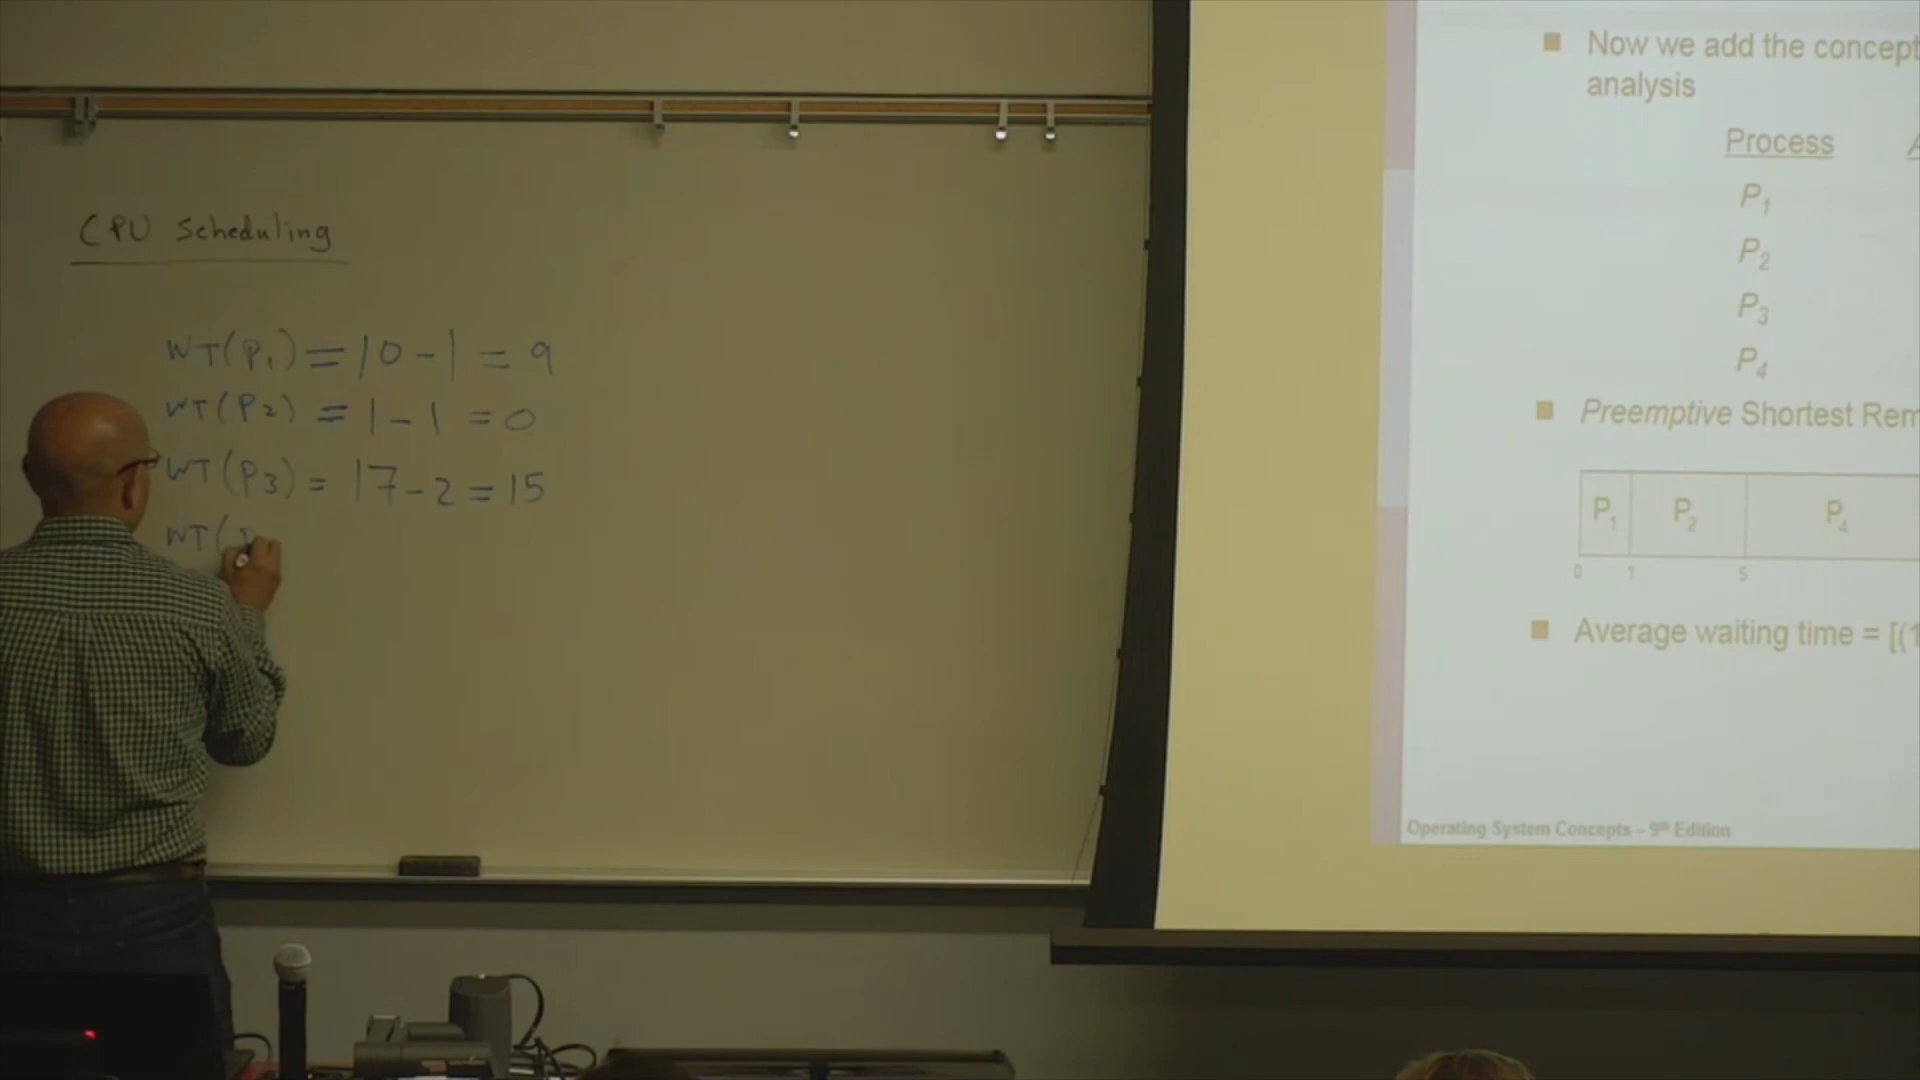 CPU Scheduling
WT(P1) = 10 - 1 = 9
WT(P2) = 1 - 1 = 0
WT(P3) = 17 - 2 = 15
WT(P
Now we add the concept
analysis
Process
P1
P2
P3
P4
Preemptive Shortest Rem
P1 P2 P4
0 1 5
Average waiting time = [(1
Operating System Concepts – 9th Edition